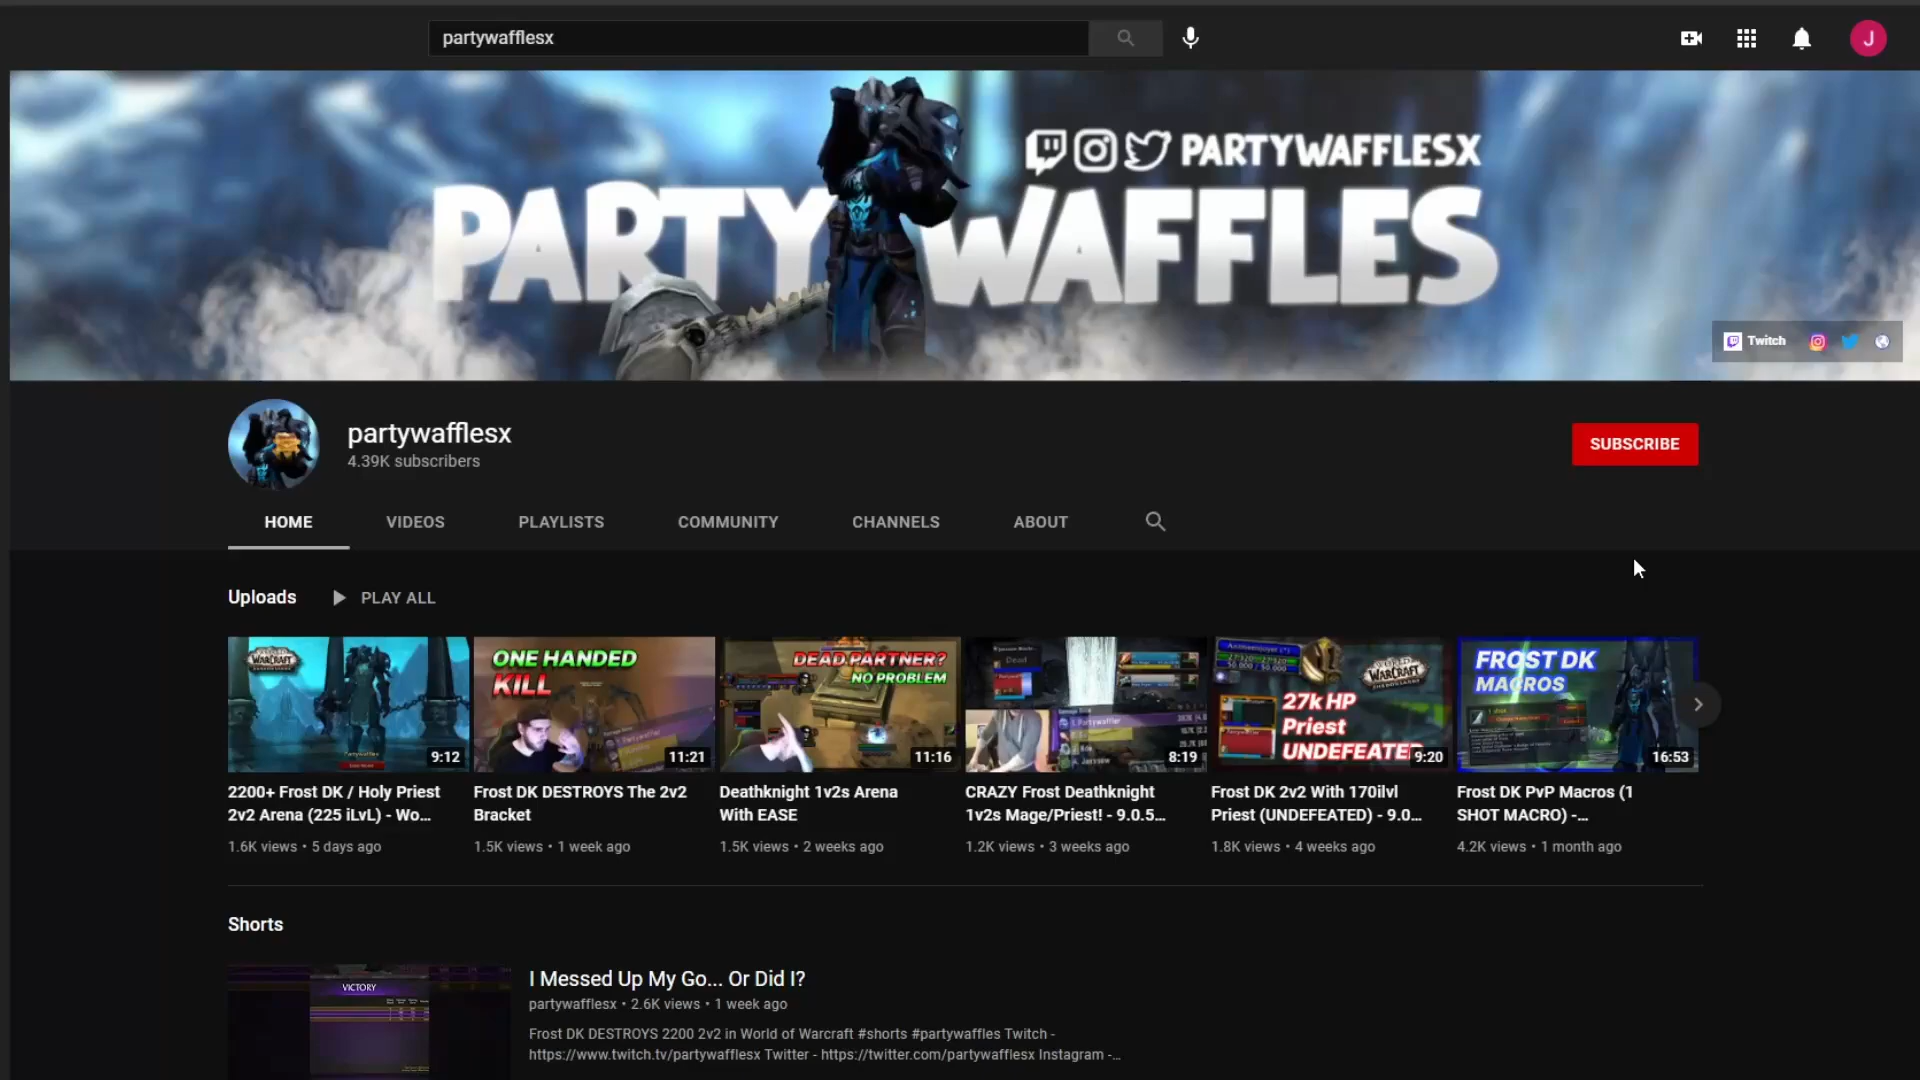 partywafflesx
J
PARTYWAFFLESX
PARTY WAFFLES
Twitch
partywafflesx
4.39K subscribers
SUBSCRIBE
HOME VIDEOS PLAYLISTS COMMUNITY CHANNELS ABOUT
Uploads PLAY ALL
WARCRAFT
9:12
ONE HANDED
KILL
11:21
DEAD PARTNER?
NO PROBLEM
11:16
8:19
WARCRAFT
27k HP
Priest
UNDEFEATED
9:20
FROST DK
MACROS
16:53
2200+ Frost DK / Holy Priest
2v2 Arena (225 iLvL) - Wo...
1.6K views • 5 days ago
Frost DK DESTROYS The 2v2
Bracket
1.5K views • 1 week ago
Deathknight 1v2s Arena
With EASE
1.5K views • 2 weeks ago
CRAZY Frost Deathknight
1v2s Mage/Priest! - 9.0.5...
1.2K views • 3 weeks ago
Frost DK 2v2 With 170ilvl
Priest (UNDEFEATED) - 9.0...
1.8K views • 4 weeks ago
Frost DK PvP Macros (1
SHOT MACRO) -...
4.2K views • 1 month ago
Shorts
VICTORY
I Messed Up My Go... Or Did I?
partywafflesx • 2.6K views • 1 week ago
Frost DK DESTROYS 2200 2v2 in World of Warcraft #shorts #partywaffles Twitch -
https://www.twitch.tv/partywafflesx Twitter - https://twitter.com/partywafflesx Instagram -...